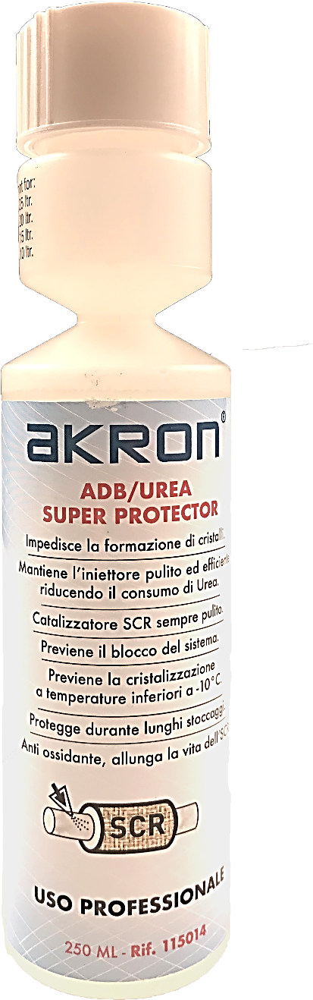 for:
25 ltr.
20 ltr.
15 ltr.
10 ltr.
AKRON®
ADB/UREA
SUPER PROTECTOR
Impedisce la formazione di cristalli.
Mantiene l'iniettore pulito ed efficiente
riducendo il consumo di Urea.
Catalizzatore SCR sempre pulito.
Previene il blocco del sistema.
Previene la cristalizzazione
a temperature inferiori a -10°C.
Protegge durante lunghi stoccaggi.
Anti ossidante, allunga la vita dell'SCR
SCR
USO PROFESSIONALE
250 ML - Rif. 115014